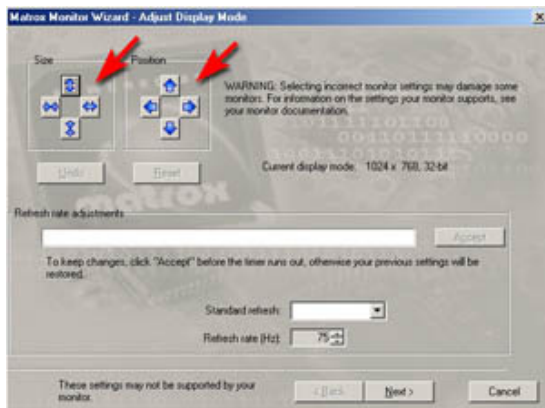 Matrox Monitor Wizard - Adjust Display Mode
Size
Position
WARNING: Selecting incorrect monitor settings may damage some
monitors. For information on the settings your monitor supports, see
your monitor documentation.
Current display mode: 1024 x 768, 32-bit
Undo
Reset
matrox
Refresh rate adjustments
Accept
To keep changes, click "Accept" before the timer runs out, otherwise your previous settings will be
restored.
Standard refresh:
Refresh rate (Hz):
75
These settings may not be supported by your
monitor.
< Back
Next >
Cancel